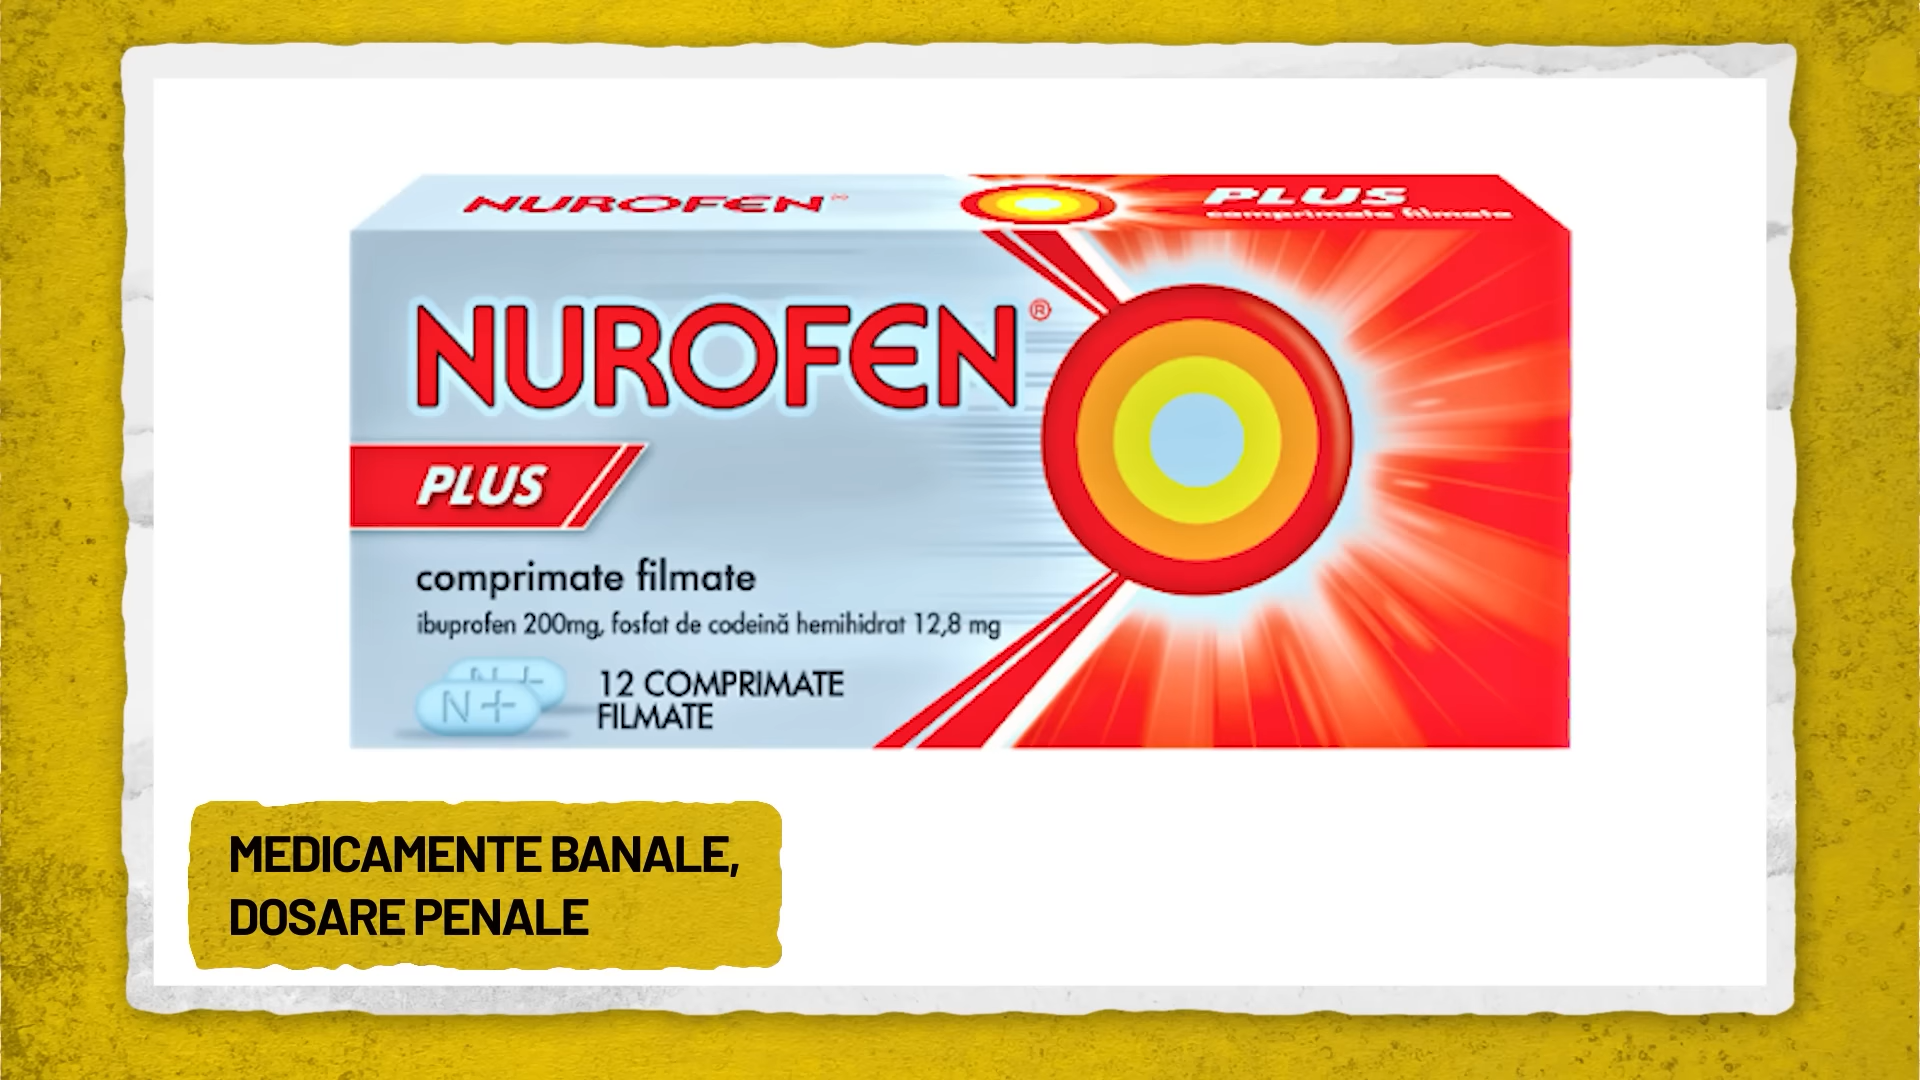 NUROFEN
PLUS
comprimate filmate
NUROFEN®
PLUS
comprimate filmate
ibuprofen 200mg, fosfat de codeină hemihidrat 12,8 mg
N+
N+
12 COMPRIMATE
FILMATE
MEDICAMENTE BANALE,
DOSARE PENALE